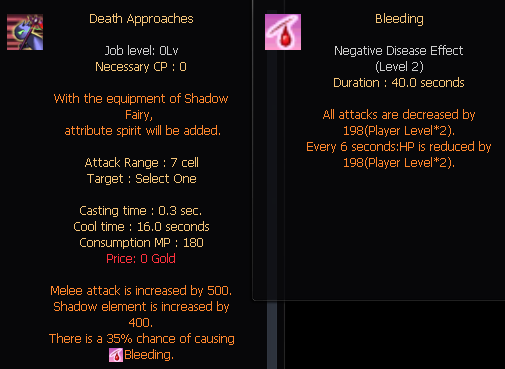 Death Approaches
Job level: 0Lv
Necessary CP : 0
With the equipment of Shadow
Fairy,
attribute spirit will be added.
Attack Range : 7 cell
Target : Select One
Casting time : 0.3 sec.
Cool time : 16.0 seconds
Consumption MP : 180
Price: 0 Gold
Melee attack is increased by 500.
Shadow element is increased by
400.
There is a 35% chance of causing
Bleeding.
Bleeding
Negative Disease Effect
(Level 2)
Duration : 40.0 seconds
All attacks are decreased by
198(Player Level*2).
Every 6 seconds:HP is reduced by
198(Player Level*2).